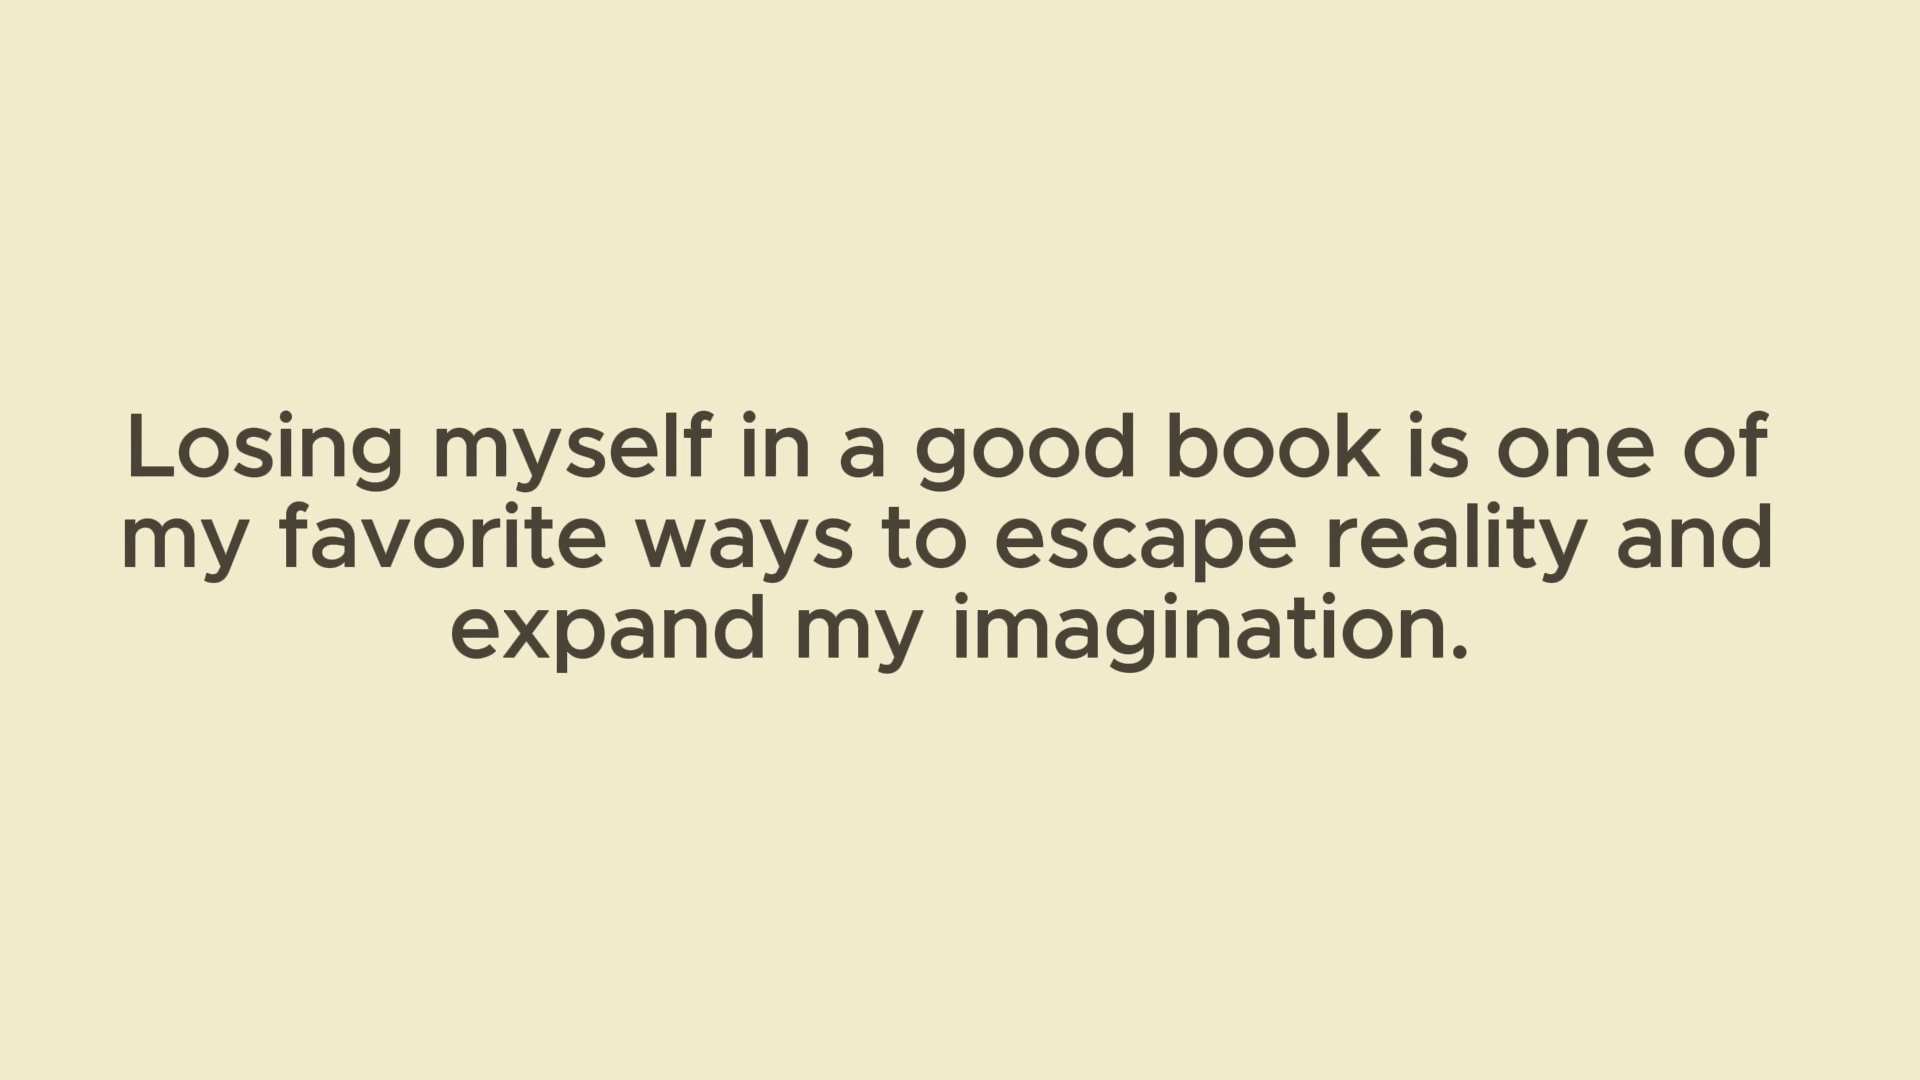 Losing myself in a good book is one of
my favorite ways to escape reality and
expand my imagination.